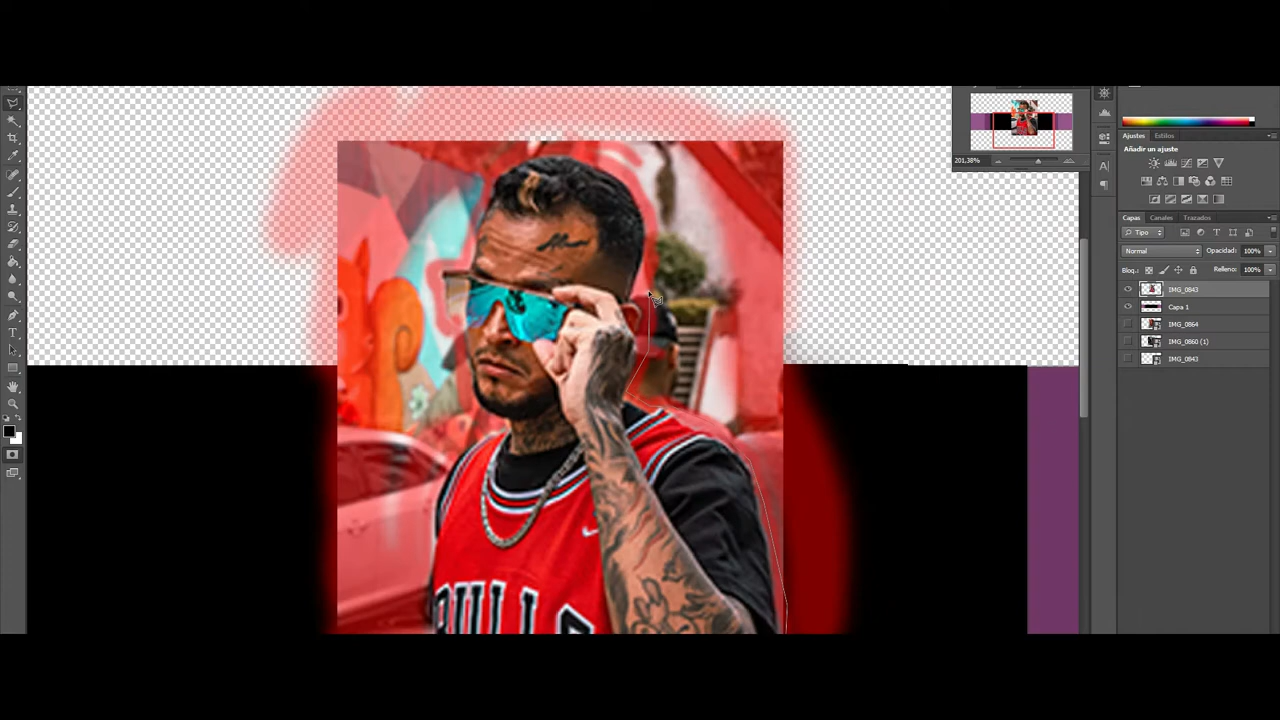 201,38%
Ajustes Estilos
Añadir un ajuste
Capas Canales Trazados
Tipo
Normal Opacidad: 100%
Bloq.: Relleno: 100%
IMG_0843
Capa 1
IMG_0864
IMG_0860 (1)
IMG_0843
BULLS